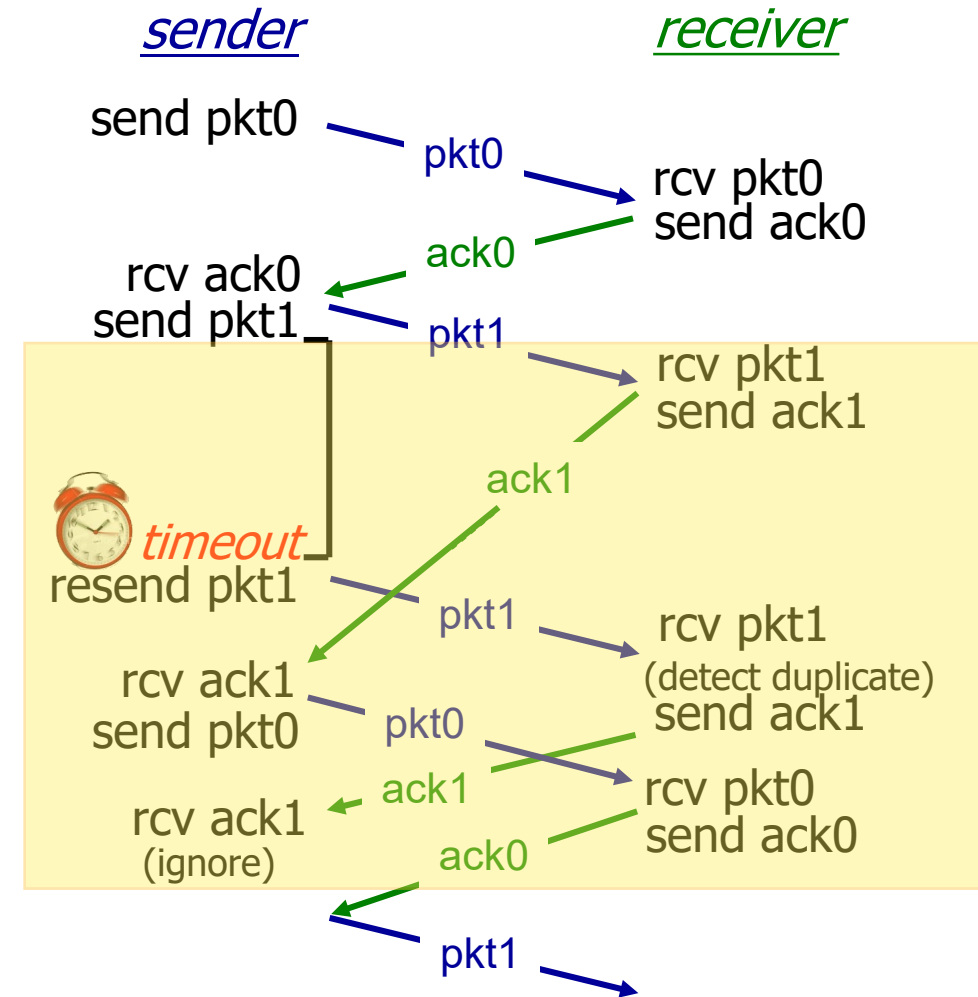 sender receiver
send pkt0
pkt0
rcv pkt0
send ack0
ack0
rcv ack0
send pkt1
pkt1
rcv pkt1
send ack1
ack1
timeout
resend pkt1
pkt1
rcv pkt1
(detect duplicate)
send ack1
rcv ack1
send pkt0
pkt0
ack1
rcv pkt0
send ack0
rcv ack1
(ignore)
ack0
pkt1